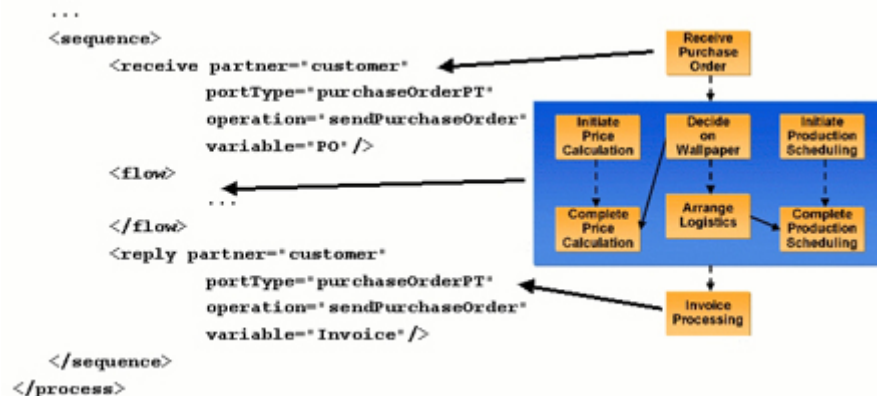 ...
<sequence>
<receive partner="customer"
portType="purchaseOrderPT"
operation="sendPurchaseOrder"
variable="PO"/>
<flow>
...
</flow>
<reply partner="customer"
portType="purchaseOrderPT"
operation="sendPurchaseOrder"
variable="Invoice"/>
</sequence>
</process>
Receive
Purchase
Order
Initiate
Price
Calculation
Decide
on
Wallpaper
Initiate
Production
Scheduling
Complete
Price
Calculation
Arrange
Logistics
Complete
Production
Scheduling
Invoice
Processing